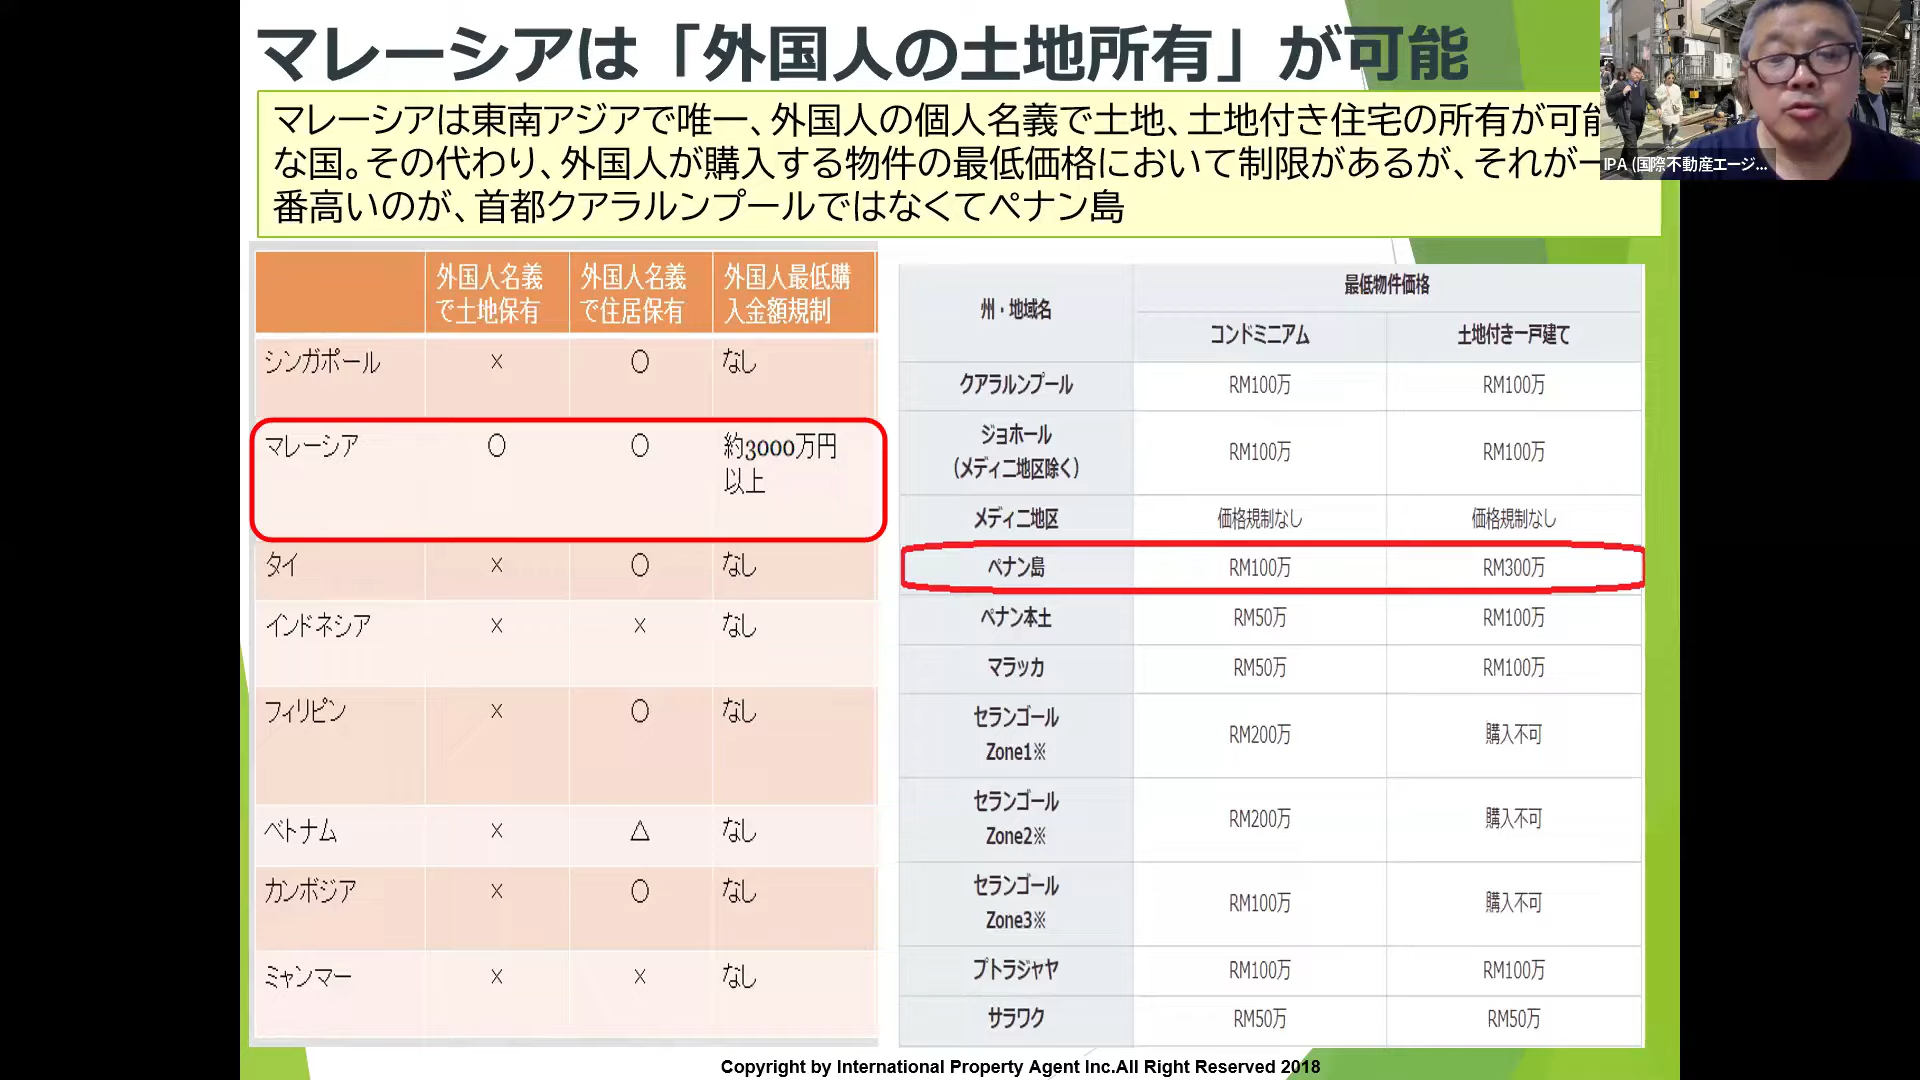 マレーシアは「外国人の土地所有」が可能
マレーシアは東南アジアで唯一、外国人の個人名義で土地、土地付き住宅の所有が可能
な国。その代わり、外国人が購入する物件の最低価格において制限があるが、それが一
番高いのが、首都クアラルンプールではなくてペナン島
IPA (国際不動産エージ...
外国人名義 外国人名義 外国人最低購
で土地保有 で住居保有 入金額規制
シンガポール × ○ なし
マレーシア ○ ○ 約3000万円
以上
タイ × ○ なし
インドネシア × × なし
フィリピン × ○ なし
ベトナム × △ なし
カンボジア × ○ なし
ミャンマー × × なし
州・地域名 最低物件価格
コンドミニアム 土地付き一戸建て
クアラルンプール RM100万 RM100万
ジョホール
(メディニ地区除く) RM100万 RM100万
メディニ地区 価格規制なし 価格規制なし
ペナン島 RM100万 RM300万
ペナン本土 RM50万 RM100万
マラッカ RM50万 RM100万
セランゴール
Zone1※ RM200万 購入不可
セランゴール
Zone2※ RM200万 購入不可
セランゴール
Zone3※ RM100万 購入不可
プトラジャヤ RM100万 RM100万
サラワク RM50万 RM50万
Copyright by International Property Agent Inc.All Right Reserved 2018